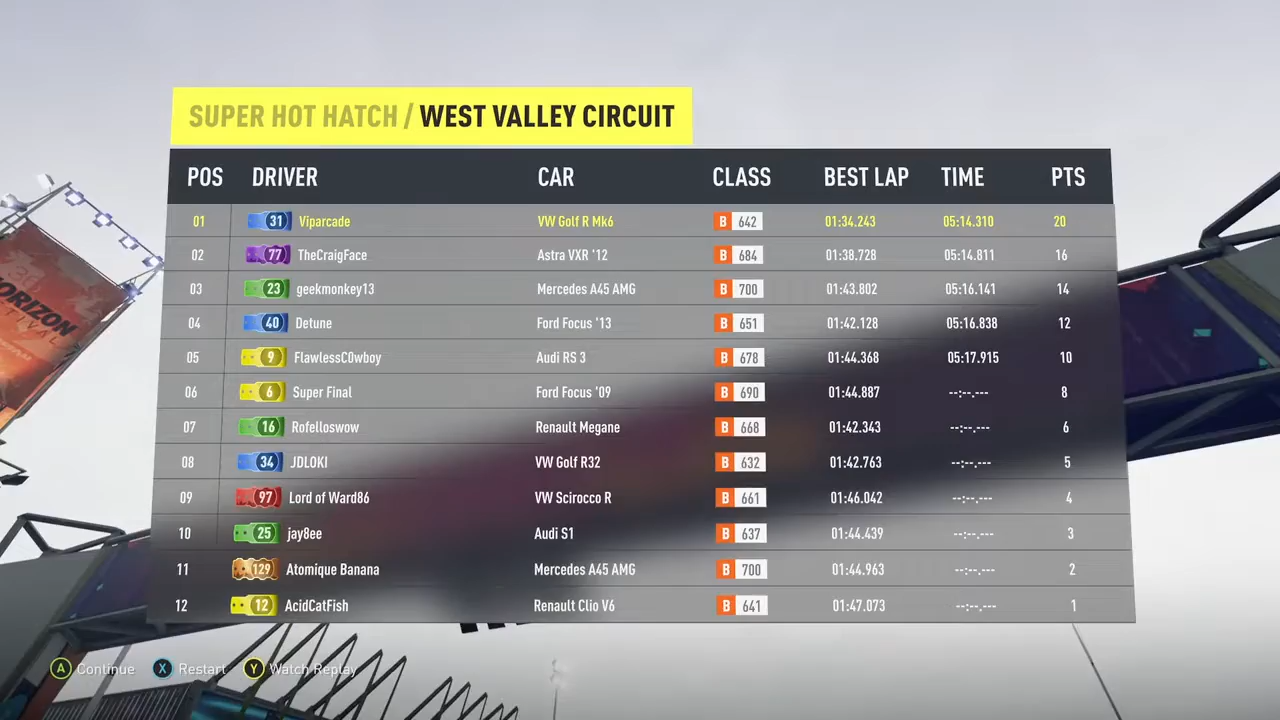 SUPER HOT HATCH / WEST VALLEY CIRCUIT
POS DRIVER CAR CLASS BEST LAP TIME PTS
01 31 Viparcade VW Golf R Mk6 B 642 01:34.243 05:14.310 20
02 77 TheCraigFace Astra VXR '12 B 684 01:38.728 05:14.811 16
03 23 geekmonkey13 Mercedes A45 AMG B 700 01:43.802 05:16.141 14
04 40 Detune Ford Focus '13 B 651 01:42.128 05:16.838 12
05 9 FlawlessC0wboy Audi RS 3 B 678 01:44.368 05:17.915 10
06 6 Super Final Ford Focus '09 B 690 01:44.887 --:--.--- 8
07 16 Rofelloswow Renault Megane B 668 01:42.343 --:--.--- 6
08 34 JDLOKI VW Golf R32 B 632 01:42.763 --:--.--- 5
09 97 Lord of Ward86 VW Scirocco R B 661 01:46.042 --:--.--- 4
10 25 jay8ee Audi S1 B 637 01:44.439 --:--.--- 3
11 129 Atomique Banana Mercedes A45 AMG B 700 01:44.963 --:--.--- 2
12 12 AcidCatFish Renault Clio V6 B 641 01:47.073 --:--.--- 1
A Continue X Restart Y Watch Replay